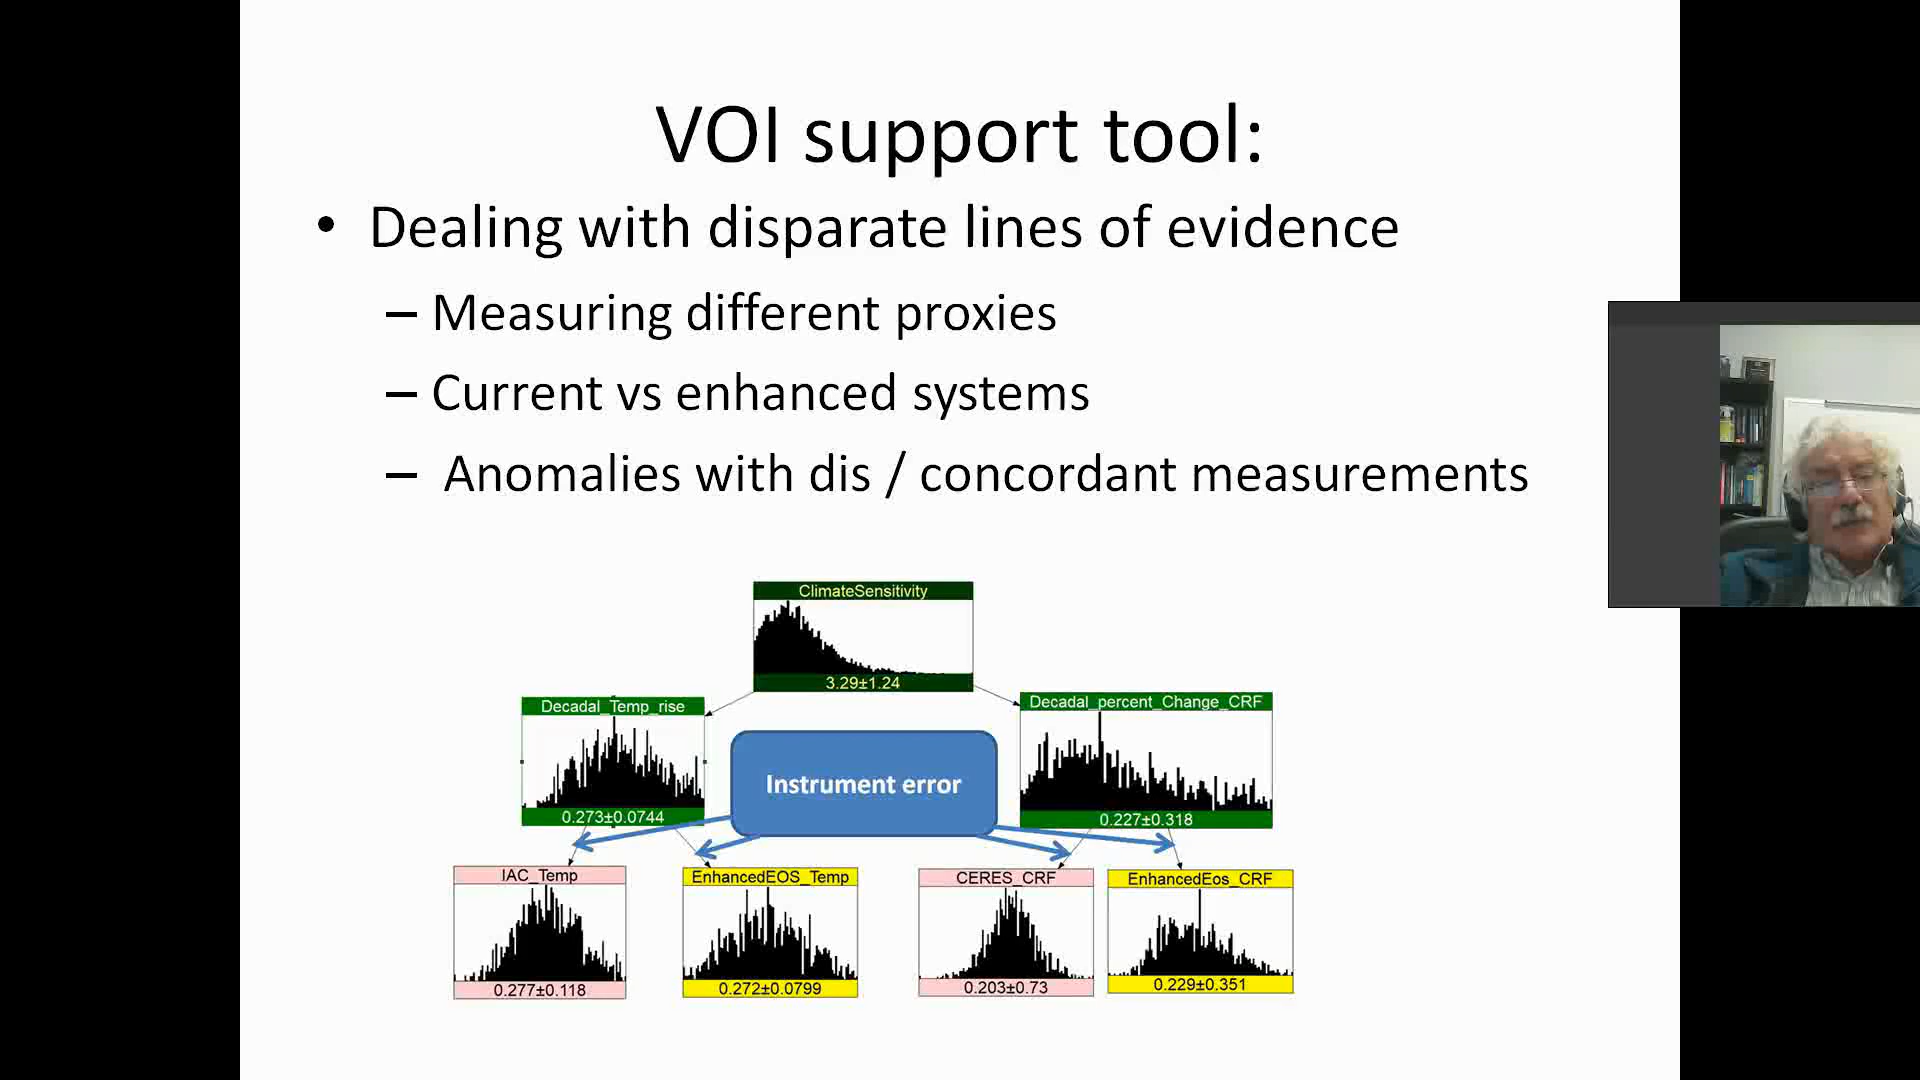 VOI support tool:
• Dealing with disparate lines of evidence
– Measuring different proxies
– Current vs enhanced systems
– Anomalies with dis / concordant measurements
ClimateSensitivity
3.29±1.24
Decadal_Temp_rise
0.273±0.0744
Decadal_percent_Change_CRF
0.227±0.318
Instrument error
IAC_Temp
0.277±0.118
EnhancedEOS_Temp
0.272±0.0799
CERES_CRF
0.203±0.73
EnhancedEos_CRF
0.229±0.351